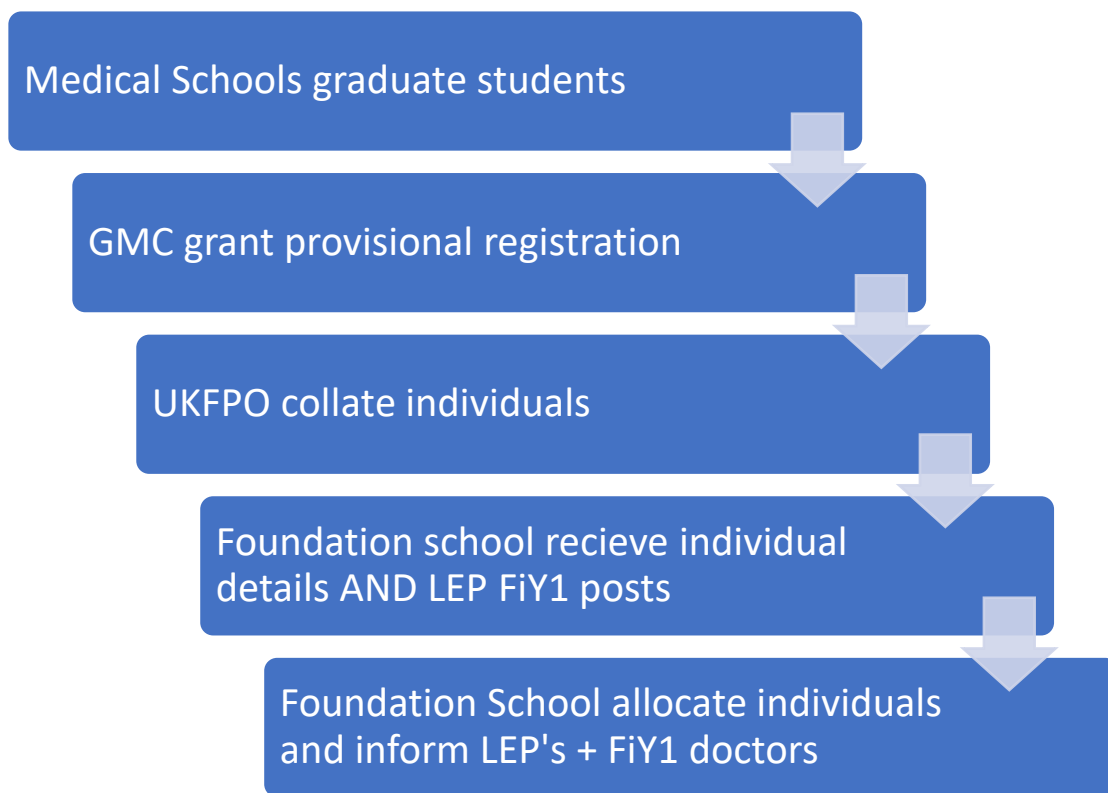 Medical Schools graduate students
GMC grant provisional registration
UKFPO collate individuals
Foundation school recieve individual
details AND LEP FiY1 posts
Foundation School allocate individuals
and inform LEP's + FiY1 doctors